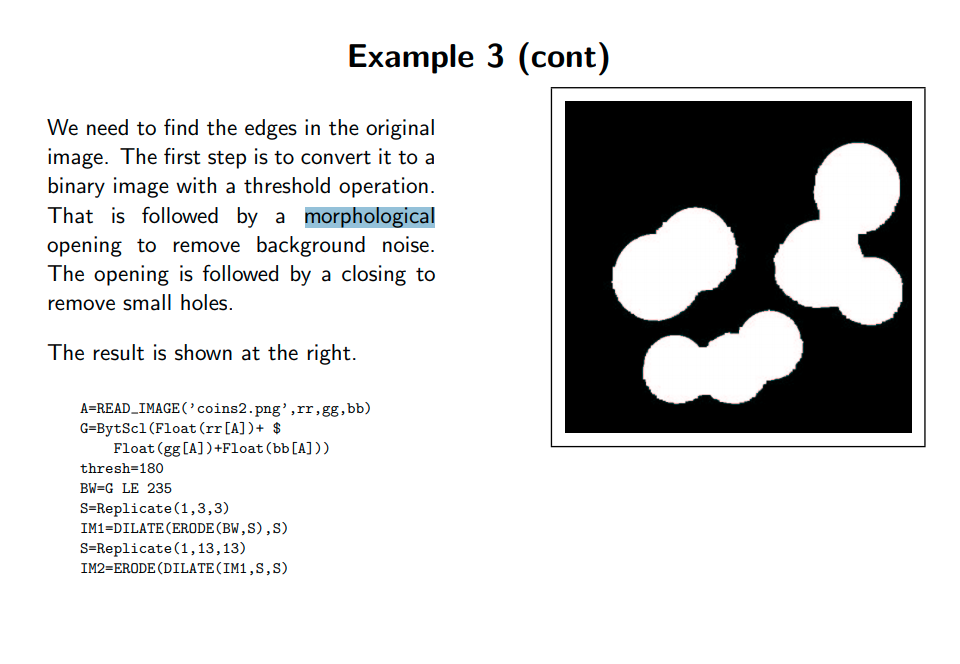 Example 3 (cont)
We need to find the edges in the original
image. The first step is to convert it to a
binary image with a threshold operation.
That is followed by a morphological
opening to remove background noise.
The opening is followed by a closing to
remove small holes.
The result is shown at the right.
A=READ_IMAGE('coins2.png',rr,gg,bb)
G=BytScl(Float(rr[A])+ $
Float(gg[A])+Float(bb[A]))
thresh=180
BW=G LE 235
S=Replicate(1,3,3)
IM1=DILATE(ERODE(BW,S),S)
S=Replicate(1,13,13)
IM2=ERODE(DILATE(IM1,S,S)